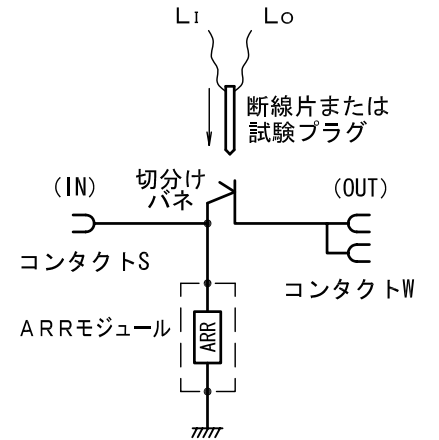 LI LO
断線片または
試験プラグ
切分け
バネ
(IN)
(OUT)
コンタクトS
コンタクトW
ARRモジュール
ARR